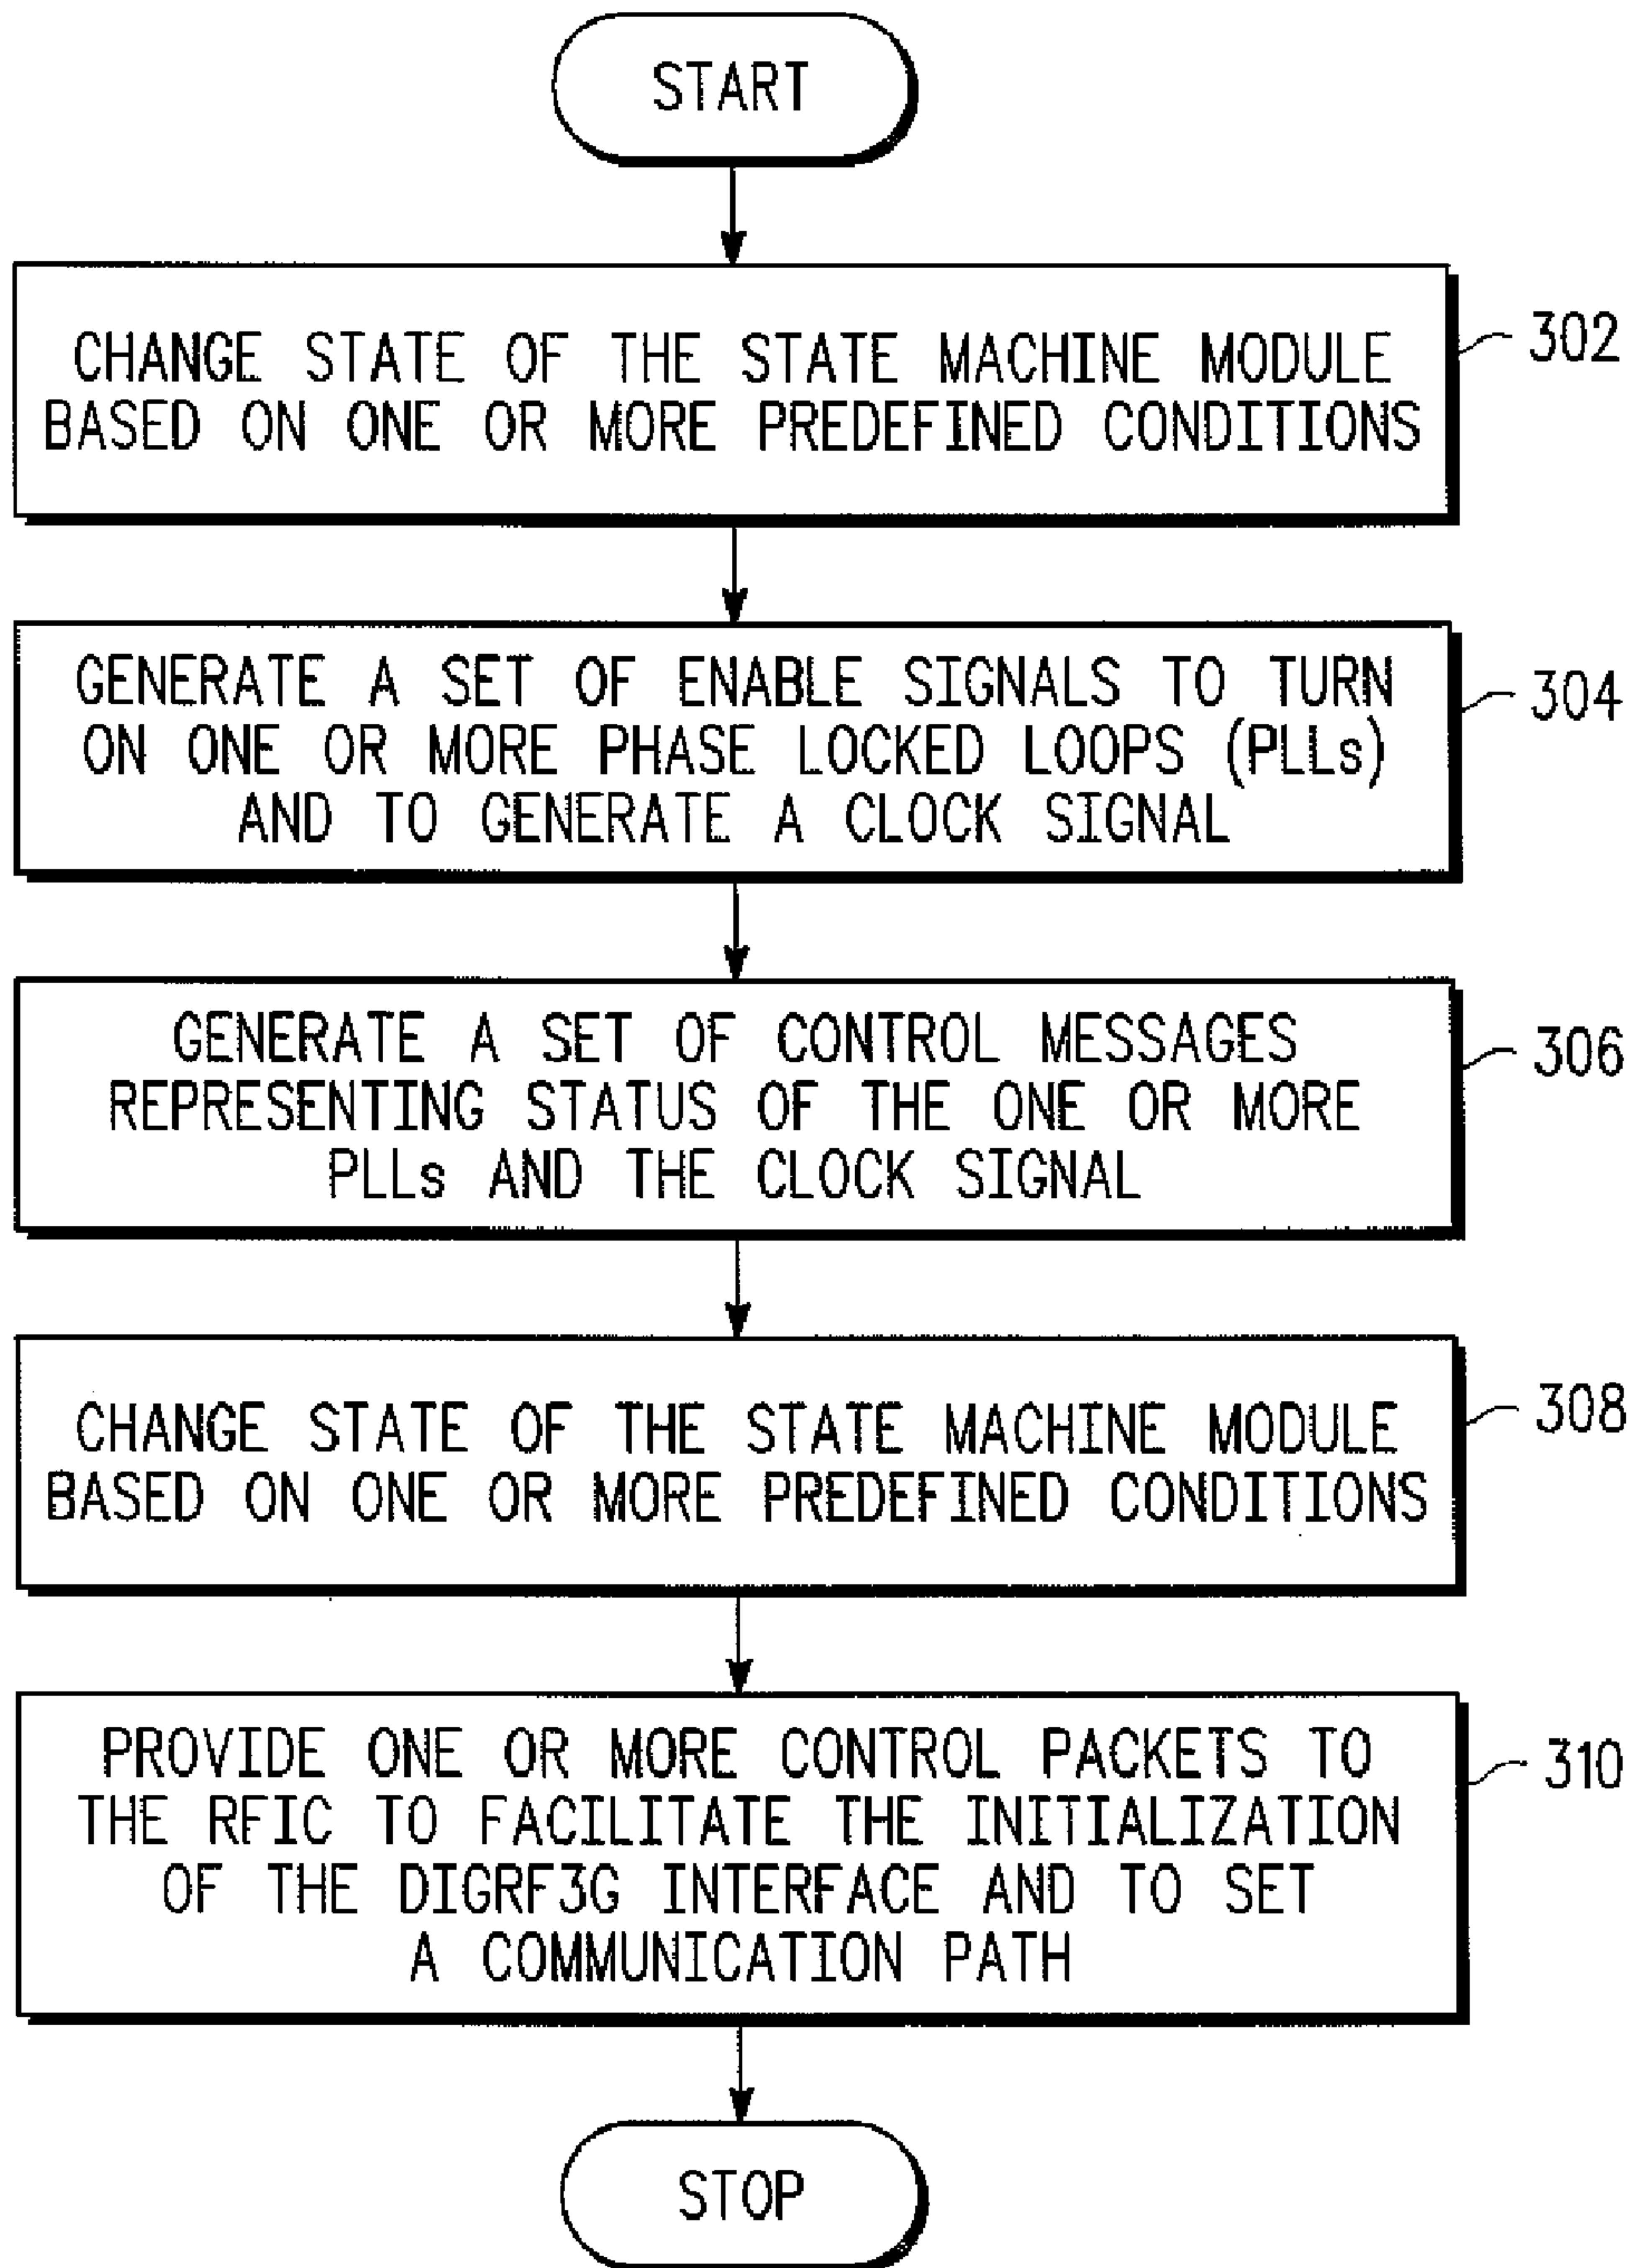 START
CHANGE STATE OF THE STATE MACHINE MODULE
BASED ON ONE OR MORE PREDEFINED CONDITIONS
302
GENERATE A SET OF ENABLE SIGNALS TO TURN
ON ONE OR MORE PHASE LOCKED LOOPS (PLLs)
AND TO GENERATE A CLOCK SIGNAL
304
GENERATE A SET OF CONTROL MESSAGES
REPRESENTING STATUS OF THE ONE OR MORE
PLLs AND THE CLOCK SIGNAL
306
CHANGE STATE OF THE STATE MACHINE MODULE
BASED ON ONE OR MORE PREDEFINED CONDITIONS
308
PROVIDE ONE OR MORE CONTROL PACKETS TO
THE RFIC TO FACILITATE THE INITIALIZATION
OF THE DIGRF3G INTERFACE AND TO SET
A COMMUNICATION PATH
310
STOP